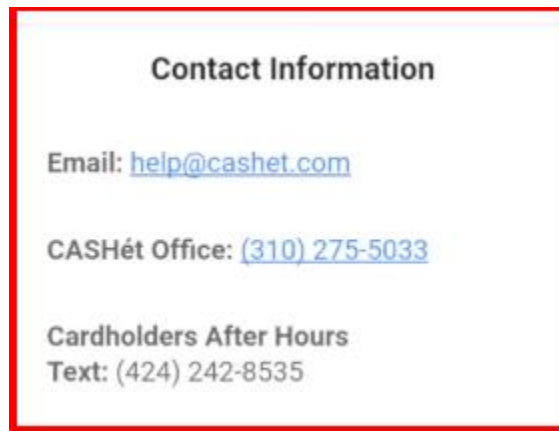 Contact Information
Email: help@cashet.com
CASHét Office: (310) 275-5033
Cardholders After Hours
Text: (424) 242-8535